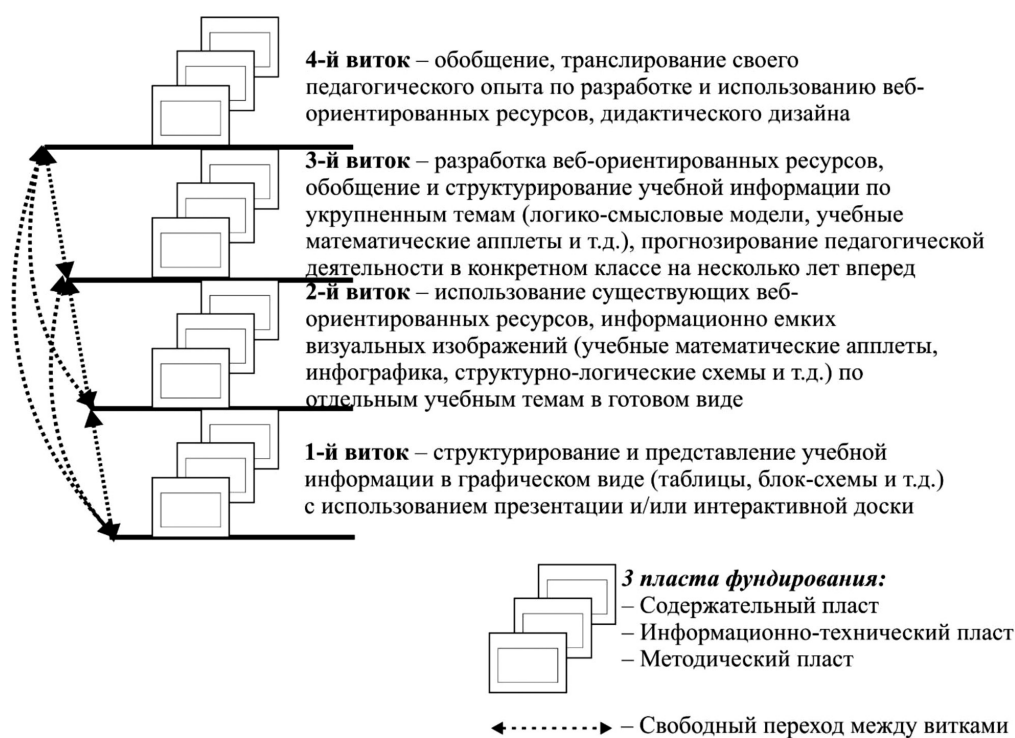 4-й виток – обобщение, транслирование своего
педагогического опыта по разработке и использованию веб-
ориентированных ресурсов, дидактического дизайна
3-й виток – разработка веб-ориентированных ресурсов,
обобщение и структурирование учебной информации по
укрупненным темам (логико-смысловые модели, учебные
математические апплеты и т.д.), прогнозирование педагогической
деятельности в конкретном классе на несколько лет вперед
2-й виток – использование существующих веб-
ориентированных ресурсов, информационно емких
визуальных изображений (учебные математические апплеты,
инфографика, структурно-логические схемы и т.д.) по
отдельным учебным темам в готовом виде
1-й виток – структурирование и представление учебной
информации в графическом виде (таблицы, блок-схемы и т.д.)
с использованием презентации и/или интерактивной доски
3 пласта фундирования:
– Содержательный пласт
– Информационно-технический пласт
– Методический пласт
– Свободный переход между витками